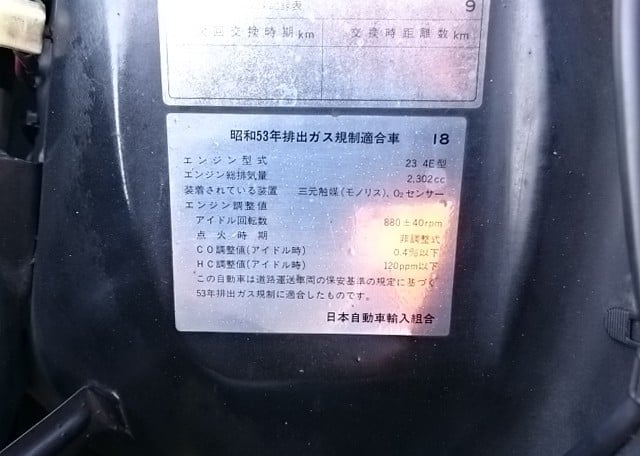 表 9
次回交換時期km 交換時距離数km
昭和53年排出ガス規制適合車 18
エンジン型式 23 4E型
エンジン総排気量 2,302cc
装着されている装置 三元触媒(モノリス)、O₂センサー
エンジン調整値
アイドル回転数 880±40rpm
点火時期 非調整式
CO調整値(アイドル時) 0.4%以下
HC調整値(アイドル時) 120ppm以下
この自動車は道路運送車両の保安基準の規定に基づく
53年排出ガス規制に適合したものです。
日本自動車輸入組合